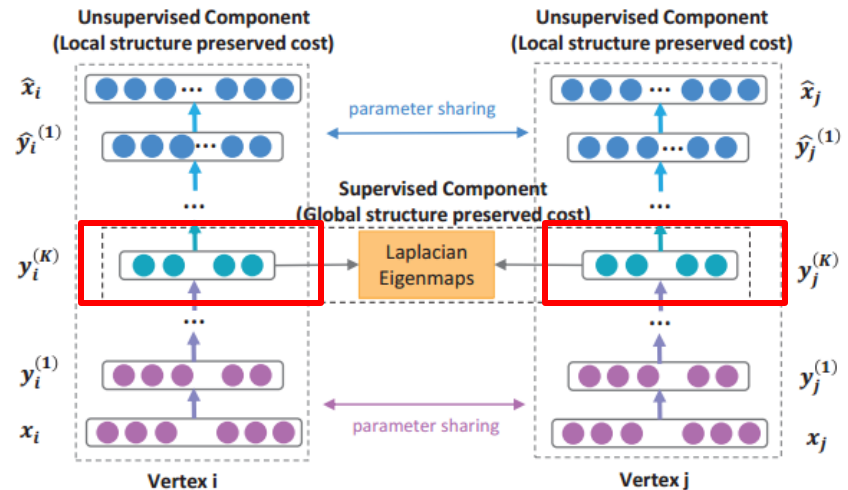 Unsupervised Component
(Local structure preserved cost)
Unsupervised Component
(Local structure preserved cost)
x̂ᵢ
x̂ⱼ
parameter sharing
ŷᵢ⁽¹⁾
ŷⱼ⁽¹⁾
...
...
Supervised Component
(Global structure preserved cost)
yᵢ⁽ᴷ⁾
Laplacian
Eigenmaps
yⱼ⁽ᴷ⁾
...
...
yᵢ⁽¹⁾
yⱼ⁽¹⁾
parameter sharing
xᵢ
xⱼ
Vertex i
Vertex j